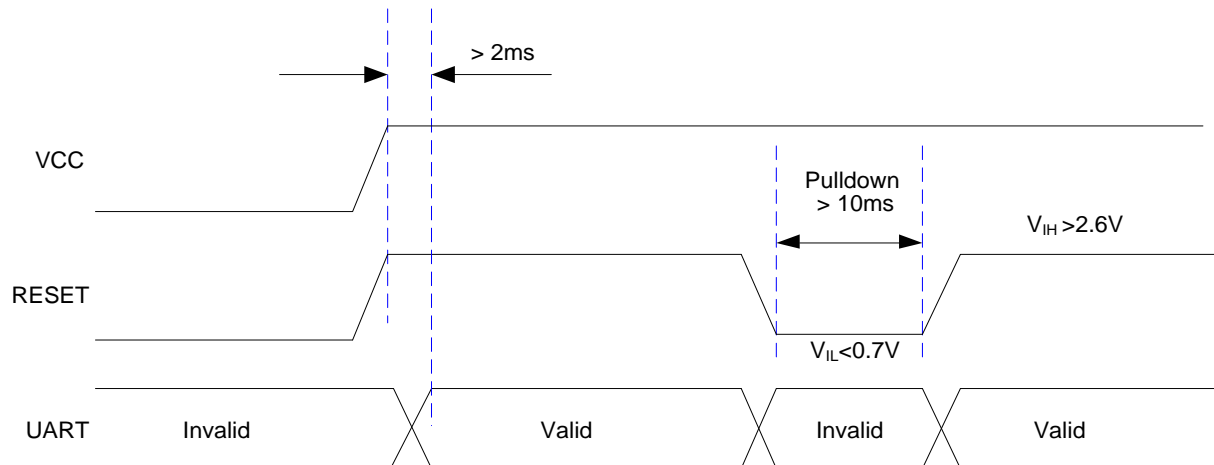 > 2ms
VCC
Pulldown
> 10ms
VIH >2.6V
RESET
VIL<0.7V
UART
Invalid
Valid
Invalid
Valid